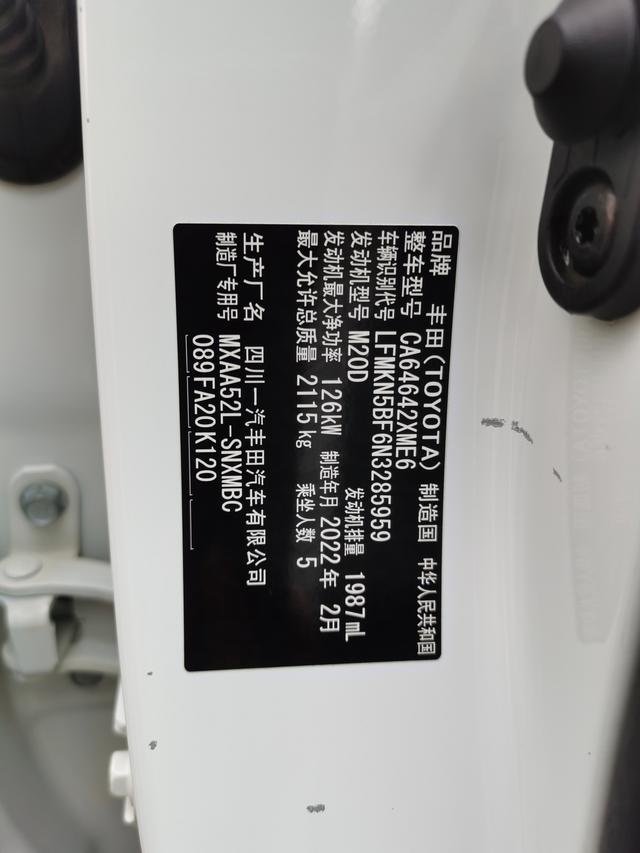 品牌 丰田(TOYOTA) 制造国 中华人民共和国
整车型号 CA64642XME6
车辆识别代号 LFMKN5BF6N3285959
发动机型号 M20D 发动机排量 1987mL
发动机最大净功率 126kW 制造年月 2022年 2月
最大允许总质量 2115kg 乘坐人数 5
生产厂名 四川一汽丰田汽车有限公司
制造厂专用号 MXAA52L-SNXMBC
089FA20K120